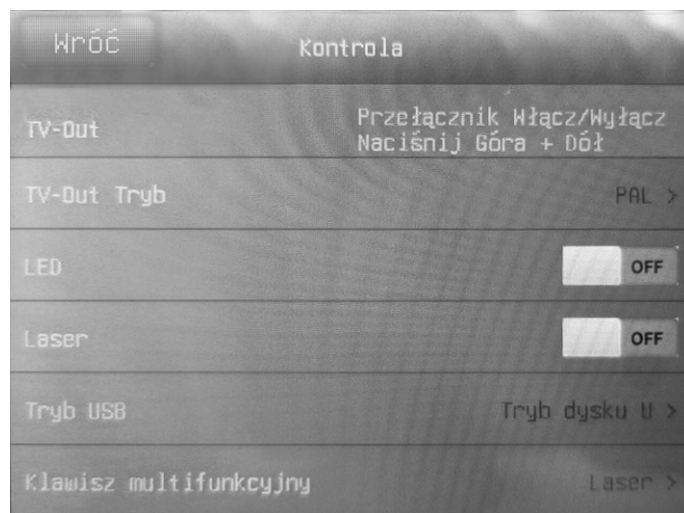 Wróć
Kontrola
TV-Out
Przełącznik Włącz/Wyłącz
Naciśnij Góra + Dół
TV-Out Tryb
PAL >
LED
OFF
Laser
OFF
Tryb USB
Tryb dysku U >
Klawisz multifunkcyjny
Laser >